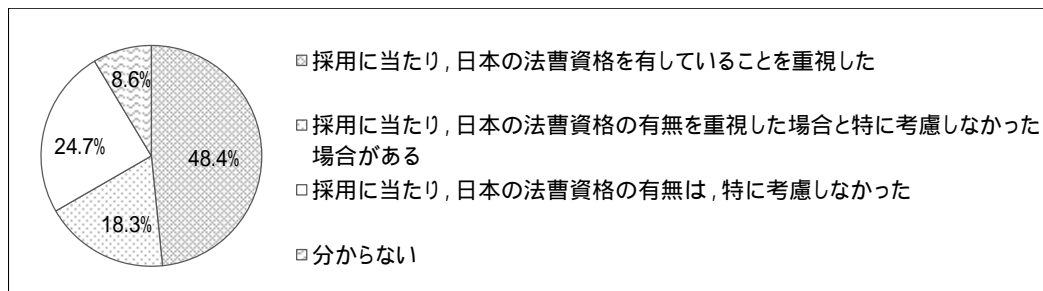 採用に当たり,日本の法曹資格を有していることを重視した
採用に当たり,日本の法曹資格の有無を重視した場合と特に考慮しなかった
場合がある
採用に当たり,日本の法曹資格の有無は,特に考慮しなかった
分からない
8.6%
24.7%
48.4%
18.3%